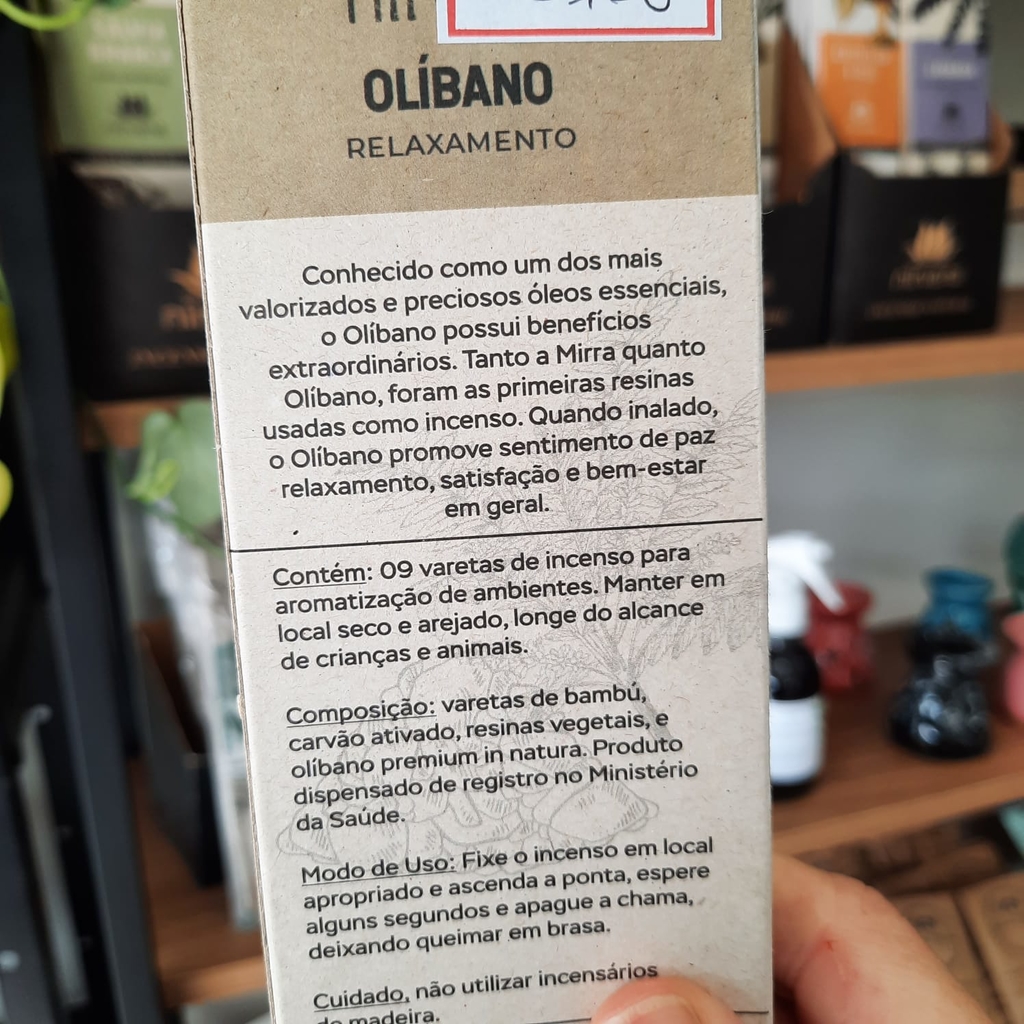 OLÍBANO
RELAXAMENTO
Conhecido como um dos mais
valorizados e preciosos óleos essenciais,
o Olíbano possui benefícios
extraordinários. Tanto a Mirra quanto
Olíbano, foram as primeiras resinas
usadas como incenso. Quando inalado,
o Olíbano promove sentimento de paz
relaxamento, satisfação e bem-estar
em geral.
Contém: 09 varetas de incenso para
aromatização de ambientes. Manter em
local seco e arejado, longe do alcance
de crianças e animais.
Composição: varetas de bambú,
carvão ativado, resinas vegetais, e
olíbano premium in natura. Produto
dispensado de registro no Ministério
da Saúde.
Modo de Uso: Fixe o incenso em local
apropriado e ascenda a ponta, espere
alguns segundos e apague a chama,
deixando queimar em brasa.
Cuidado, não utilizar incensários
de madeira.